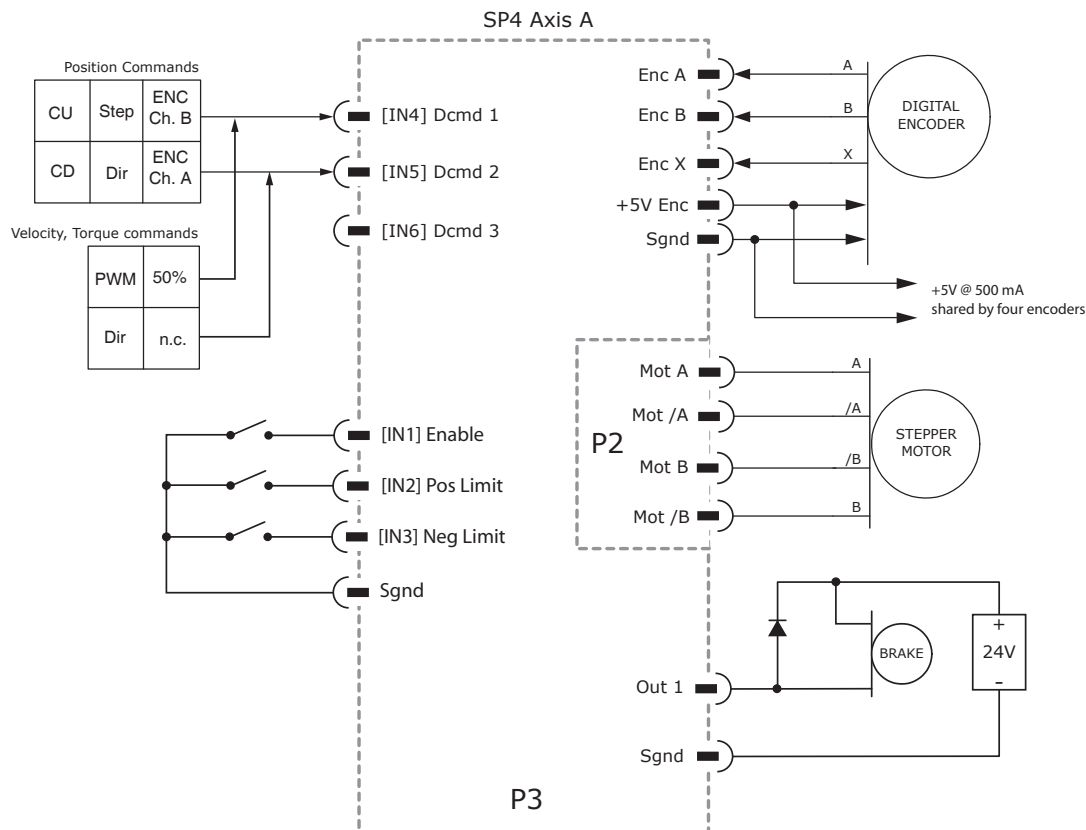 SP4 Axis A
Position Commands
CU Step ENC Ch. B
CD Dir ENC Ch. A
Velocity, Torque commands
PWM 50%
Dir n.c.
[IN4] Dcmd 1
[IN5] Dcmd 2
[IN6] Dcmd 3
[IN1] Enable
[IN2] Pos Limit
[IN3] Neg Limit
Sgnd
Enc A
A
Enc B
B
Enc X
X
+5V Enc
Sgnd
DIGITAL
ENCODER
+5V @ 500 mA
shared by four encoders
P2
Mot A
A
Mot /A
/A
Mot B
/B
Mot /B
B
STEPPER
MOTOR
Out 1
BRAKE
+
24V
-
Sgnd
P3